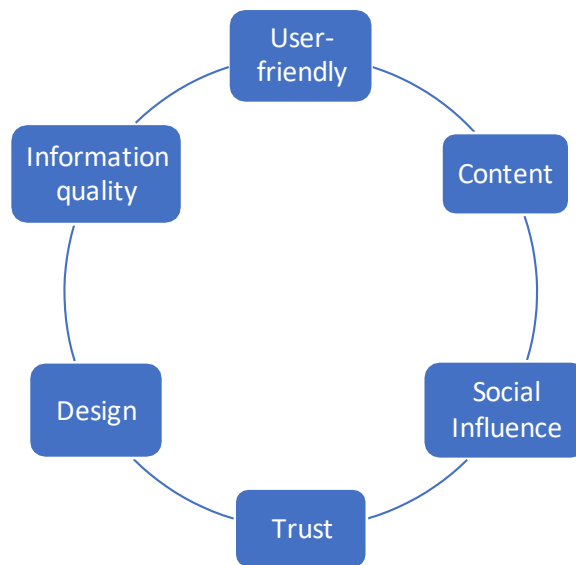 User-
friendly
Content
Social
Influence
Trust
Design
Information
quality